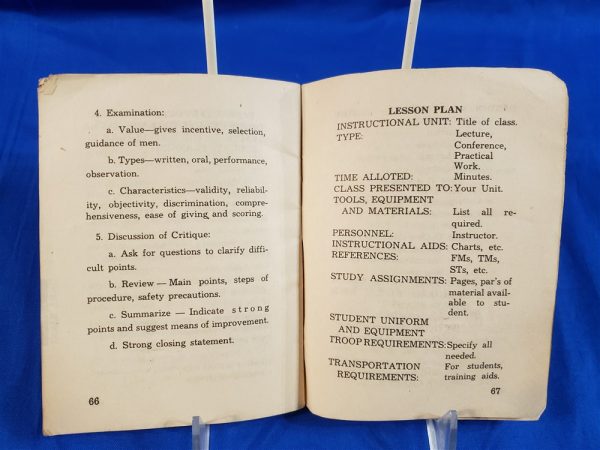 4. Examination:
a. Value—gives incentive, selection,
guidance of men.
b. Types—written, oral, performance,
observation.
c. Characteristics—validity, reliabil-
ity, objectivity, discrimination, compre-
hensiveness, ease of giving and scoring.
5. Discussion of Critique:
a. Ask for questions to clarify diffi-
cult points.
b. Review — Main points, steps of
procedure, safety precautions.
c. Summarize — Indicate strong
points and suggest means of improvement.
d. Strong closing statement.
66
LESSON PLAN
INSTRUCTIONAL UNIT: Title of class.
TYPE: Lecture,
Conference,
Practical
Work.
TIME ALLOTED: Minutes.
CLASS PRESENTED TO: Your Unit.
TOOLS, EQUIPMENT
AND MATERIALS: List all re-
quired.
PERSONNEL: Instructor.
INSTRUCTIONAL AIDS: Charts, etc.
REFERENCES: FMs, TMs,
STs, etc.
STUDY ASSIGNMENTS: Pages, par's of
material avail-
able to stu-
dent.
STUDENT UNIFORM
AND EQUIPMENT
TROOP REQUIREMENTS: Specify all
needed.
TRANSPORTATION For students,
REQUIREMENTS: training aids.
67